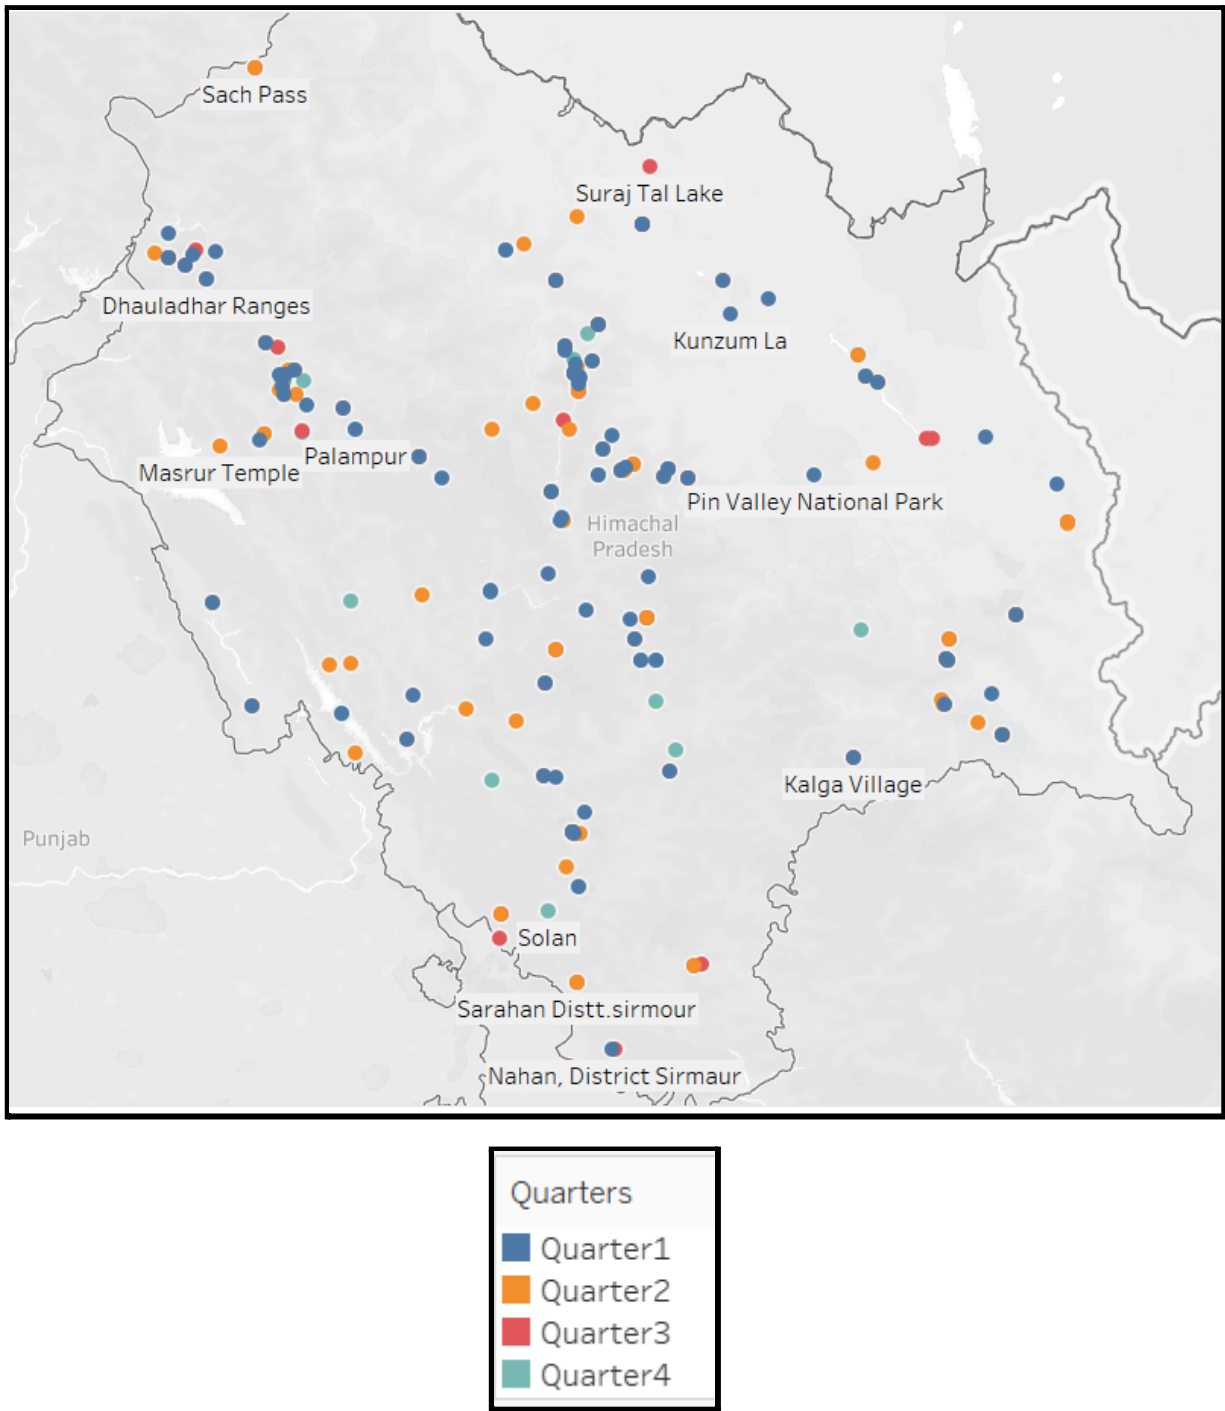 Sach Pass
Suraj Tal Lake
Dhauladhar Ranges
Kunzum La
Palampur
Masrur Temple
Pin Valley National Park
Himachal
Pradesh
Kalga Village
Punjab
Solan
Sarahan Distt.sirmour
Nahan, District Sirmaur
Quarters
Quarter1
Quarter2
Quarter3
Quarter4